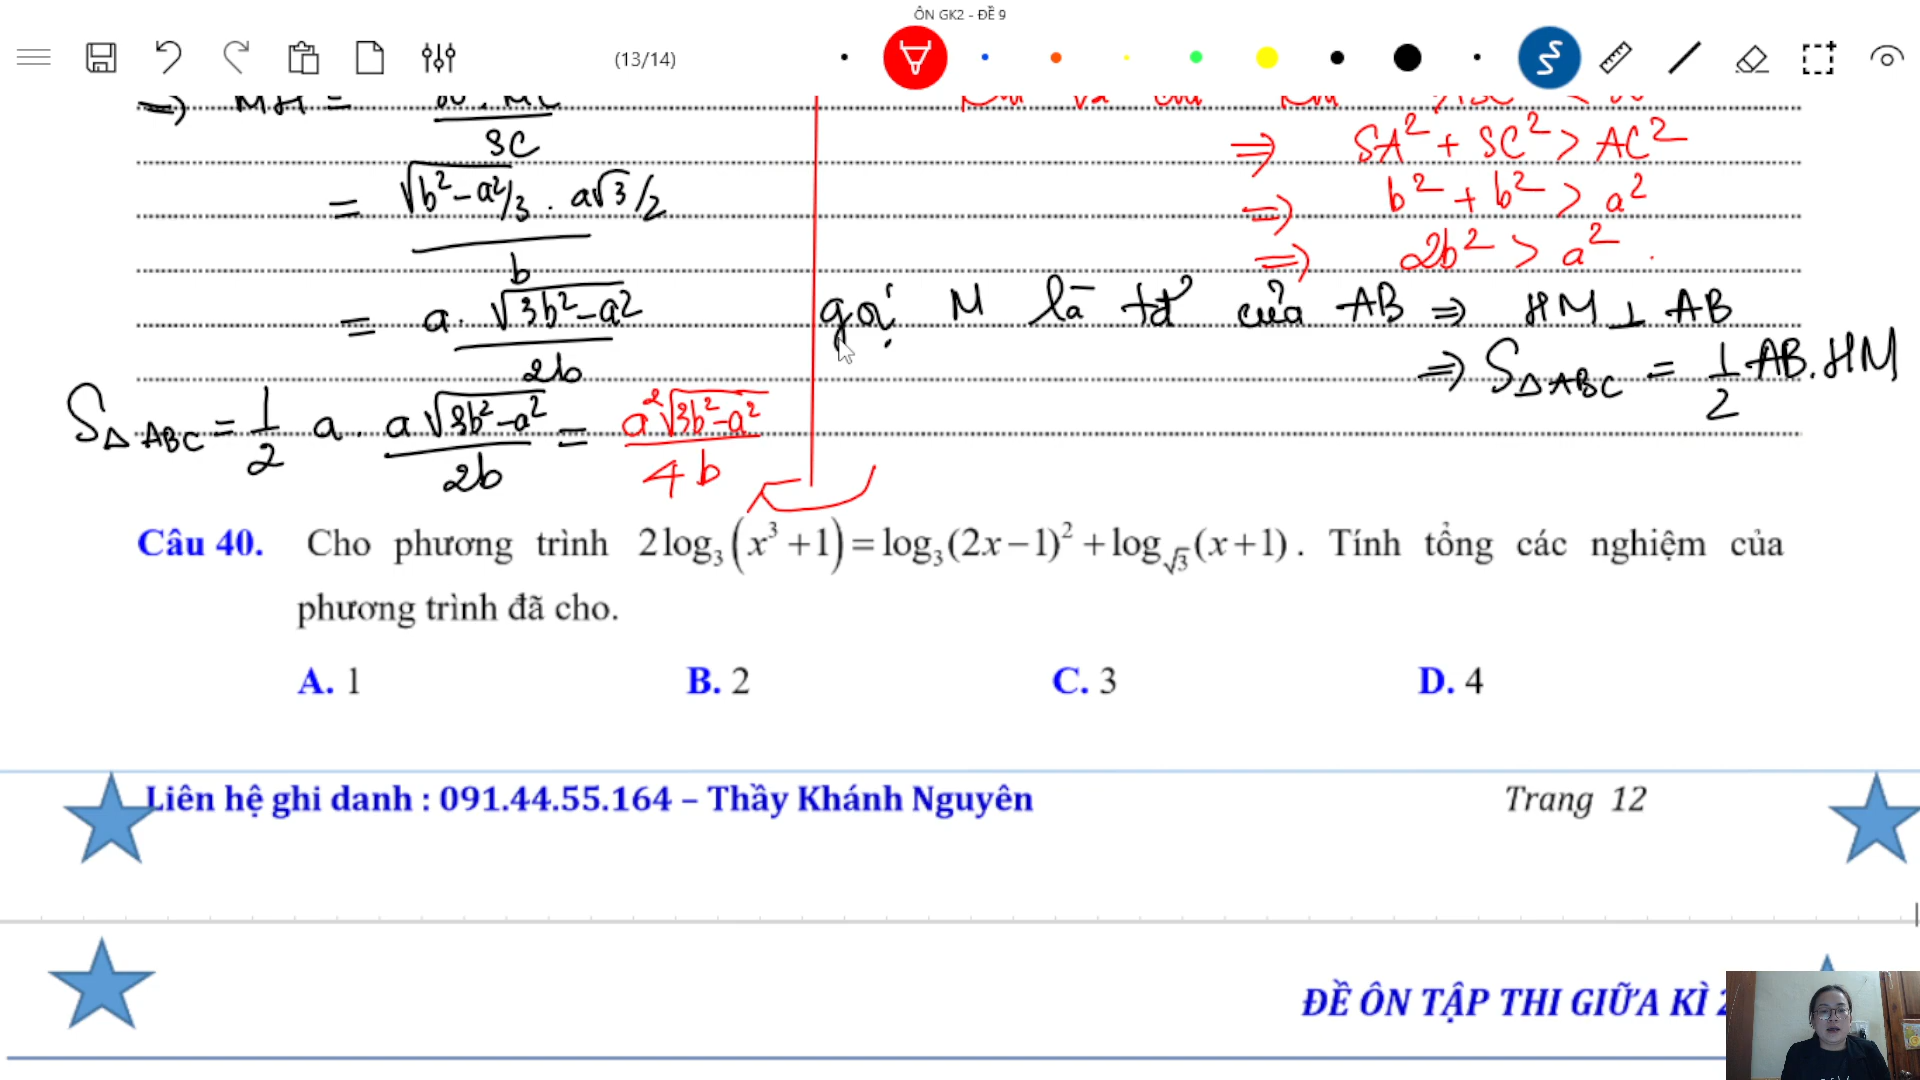 ÔN GK2 - ĐỀ 9
(13/14)
⇒ MH =
SC
= √(b² - a²/3) . a√3/2
b
= a.√(3b² - a²)
2b
S△ABC = 1/2 a . a√(3b² - a²)/2b = a²√(3b² - a²)/4b
⇒ SA² + SC² > AC²
⇒ b² + b² > a²
⇒ 2b² > a².
gọi M là tđ của AB ⇒ HM ⊥ AB
⇒ S△ABC = 1/2 AB.HM
Câu 40. Cho phương trình 2log₃(x³+1) = log₃(2x−1)² + log_√3(x+1). Tính tổng các nghiệm của
phương trình đã cho.
A. 1 B. 2 C. 3 D. 4
Liên hệ ghi danh : 091.44.55.164 – Thầy Khánh Nguyên Trang 12
ĐỀ ÔN TẬP THI GIỮA KÌ 2